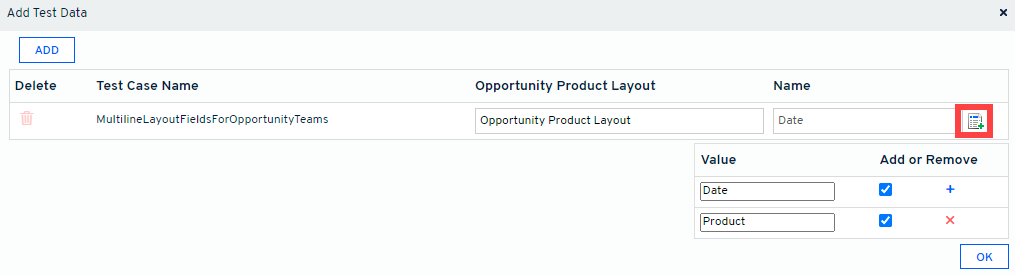 Add Test Data
ADD
Delete Test Case Name Opportunity Product Layout Name
MultilineLayoutFieldsForOpportunityTeams Opportunity Product Layout Date
Value Add or Remove
Date
Product
OK